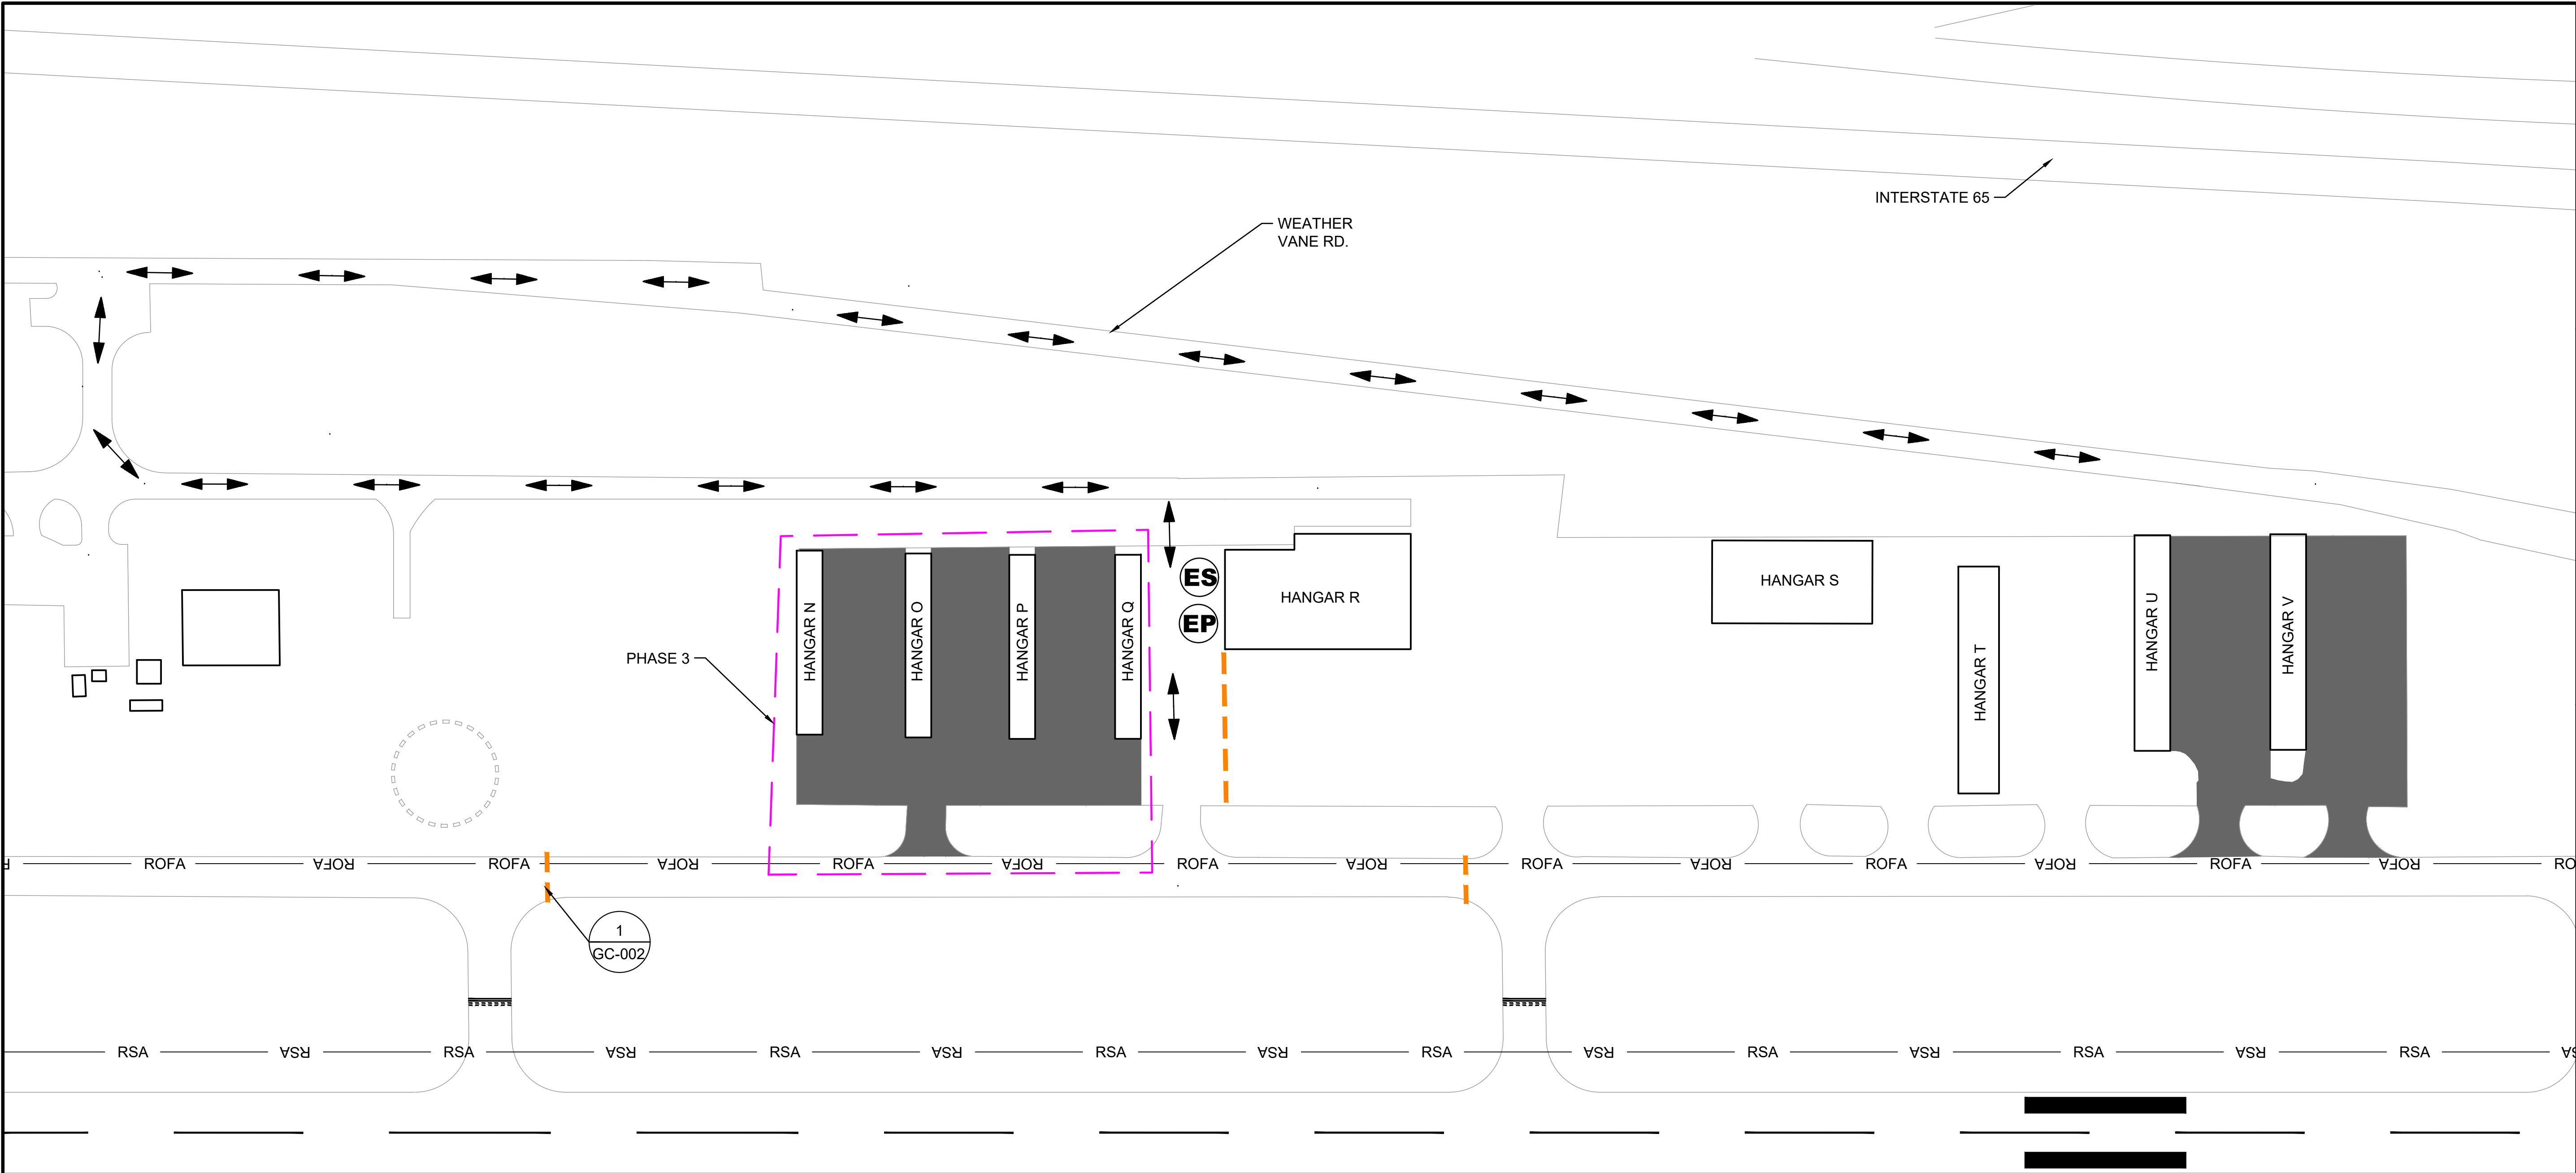 INTERSTATE 65
WEATHER
VANE RD.
PHASE 3
HANGAR N
HANGAR O
HANGAR P
HANGAR Q
ES
EP
HANGAR R
HANGAR S
HANGAR T
HANGAR U
HANGAR V
ROFA ROFA ROFA ROFA ROFA ROFA ROFA ROFA ROFA ROFA ROFA ROFA ROFA ROFA RO
1
GC-002
RSA RSA RSA RSA RSA RSA RSA RSA RSA RSA RSA RSA RSA RSA RSA